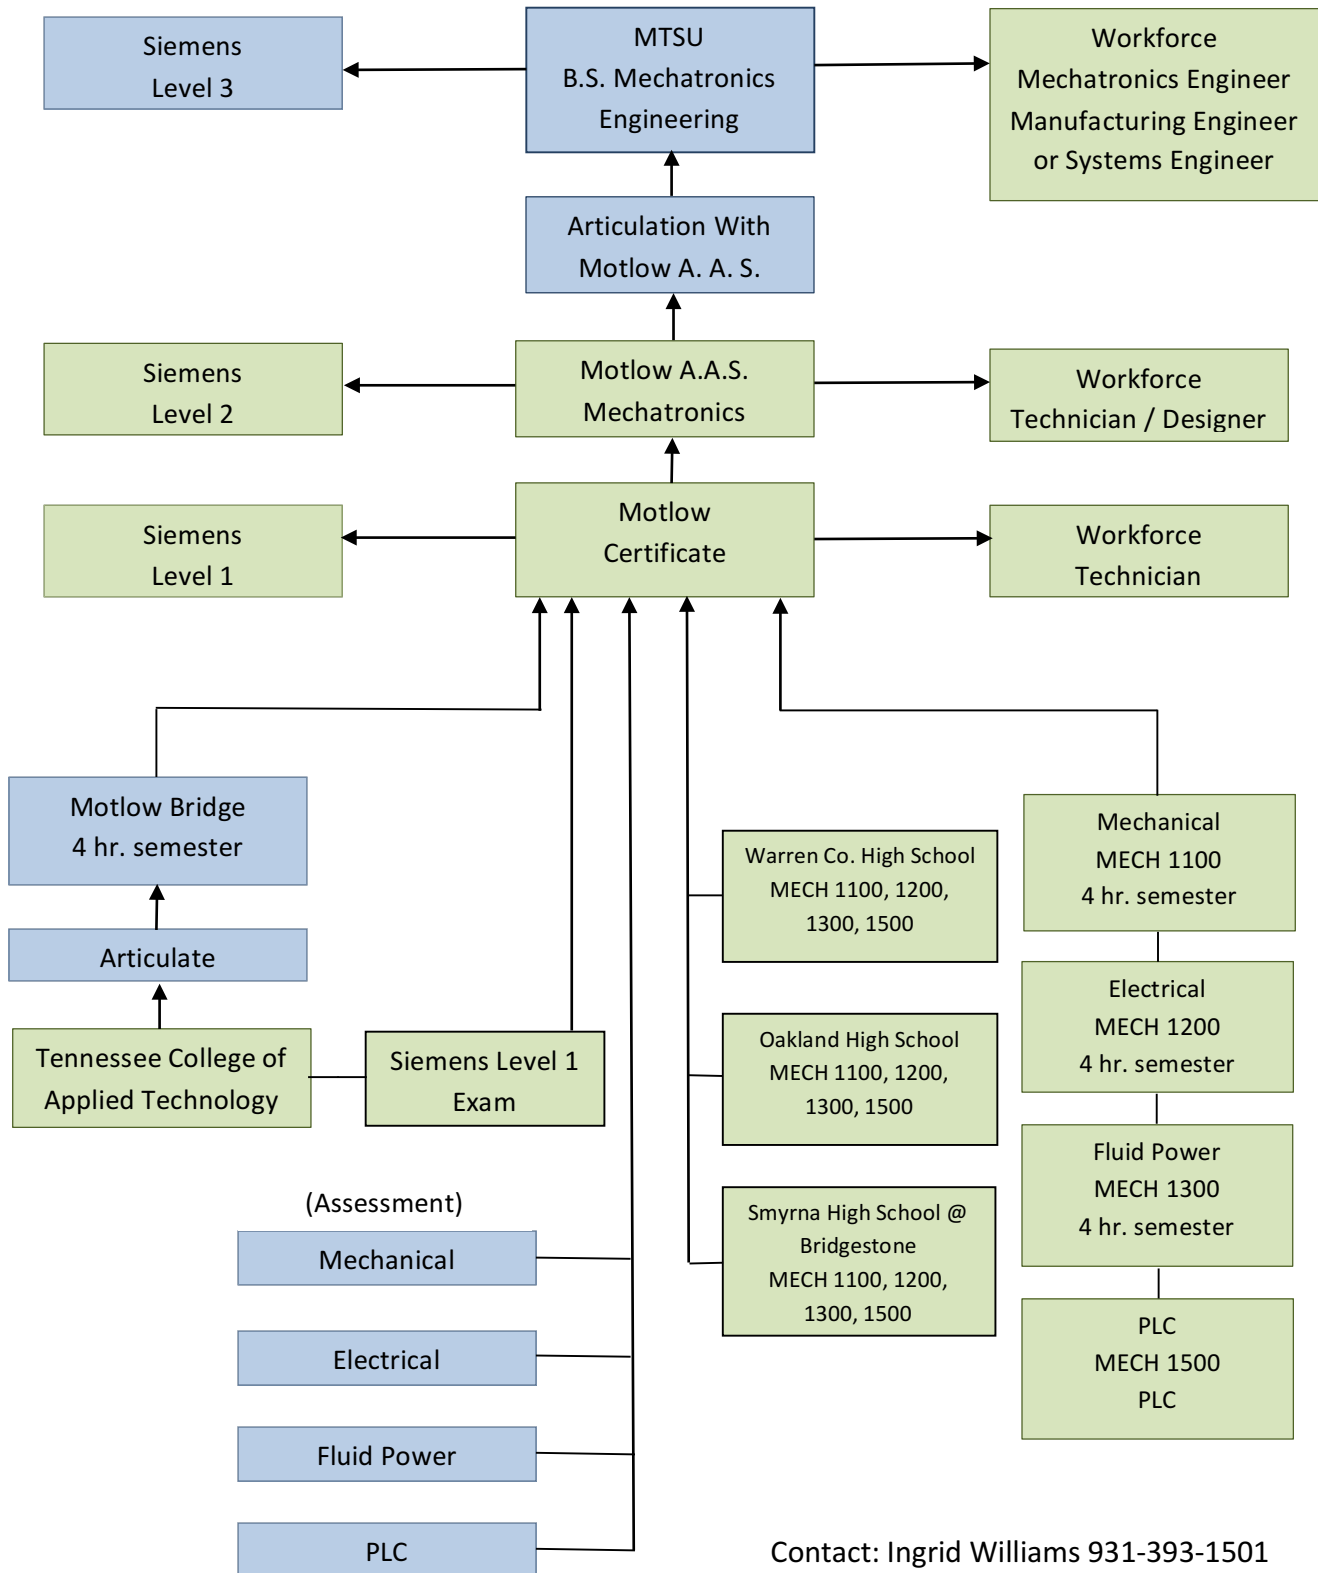 Siemens
Level 3
MTSU
B.S. Mechatronics
Engineering
Workforce
Mechatronics Engineer
Manufacturing Engineer
or Systems Engineer
Articulation With
Motlow A. A. S.
Siemens
Level 2
Motlow A.A.S.
Mechatronics
Workforce
Technician / Designer
Siemens
Level 1
Motlow
Certificate
Workforce
Technician
Motlow Bridge
4 hr. semester
Articulate
Tennessee College of
Applied Technology
Siemens Level 1
Exam
(Assessment)
Mechanical
Electrical
Fluid Power
PLC
Warren Co. High School
MECH 1100, 1200,
1300, 1500
Oakland High School
MECH 1100, 1200,
1300, 1500
Smyrna High School @
Bridgestone
MECH 1100, 1200,
1300, 1500
Mechanical
MECH 1100
4 hr. semester
Electrical
MECH 1200
4 hr. semester
Fluid Power
MECH 1300
4 hr. semester
PLC
MECH 1500
PLC
Contact: Ingrid Williams 931-393-1501